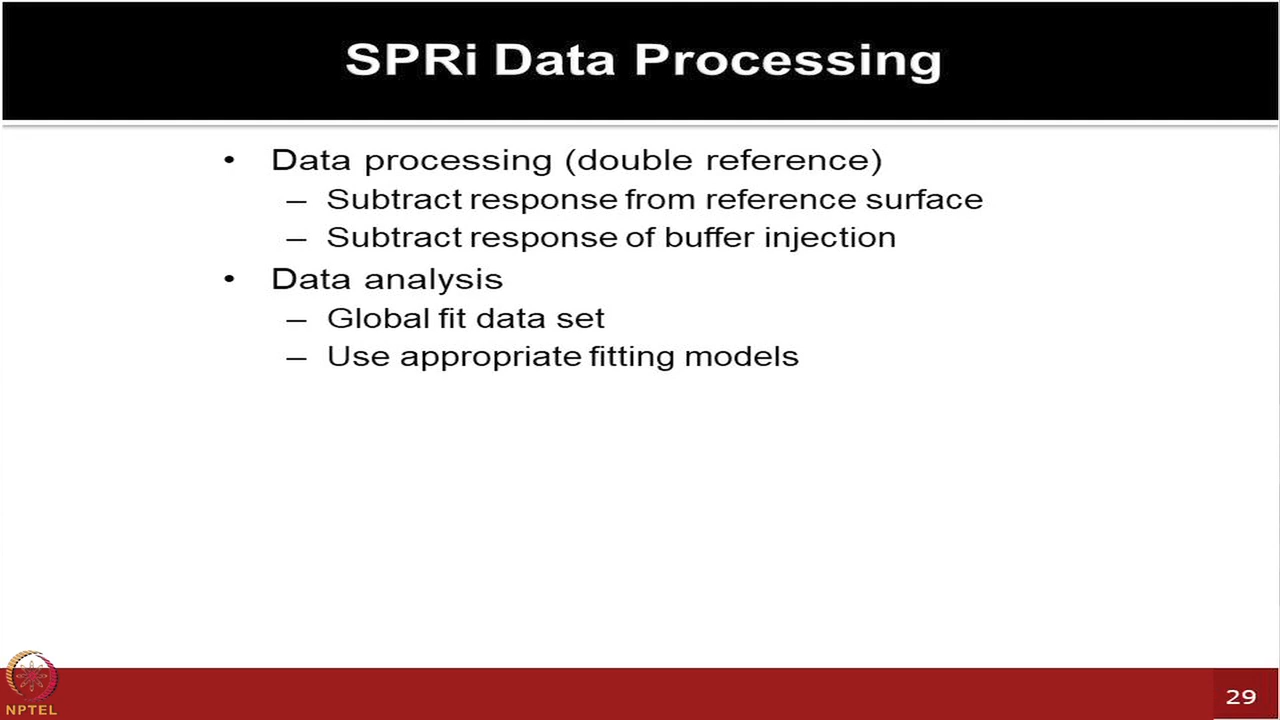 SPRi Data Processing
• Data processing (double reference)
– Subtract response from reference surface
– Subtract response of buffer injection
• Data analysis
– Global fit data set
– Use appropriate fitting models
NPTEL
29